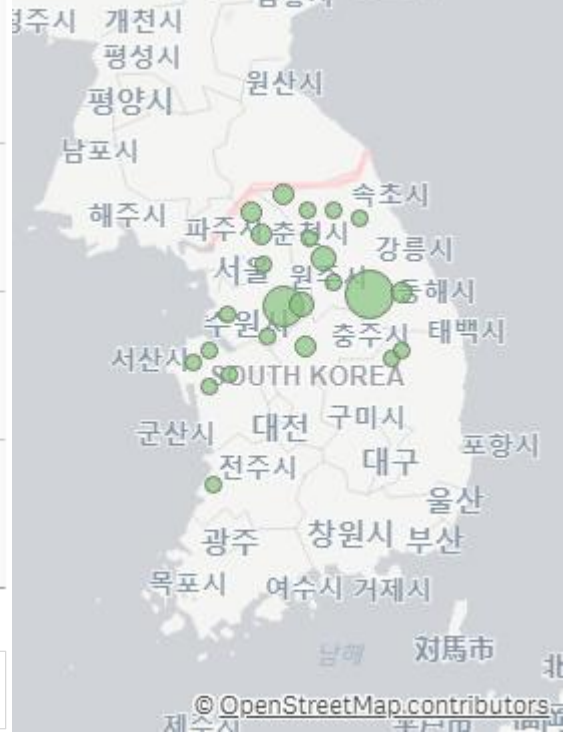 개천시
평성시
원산시
평양시
남포시
속초시
해주시
파주시
춘천시
강릉시
서울
원주시
동해시
수원시
충주시
태백시
서산시
SOUTH KOREA
대전
구미시
군산시
포항시
전주시
대구
울산
광주
창원시
부산
목포시
여수시
거제시
対馬市
남해
北
© OpenStreetMap contributors